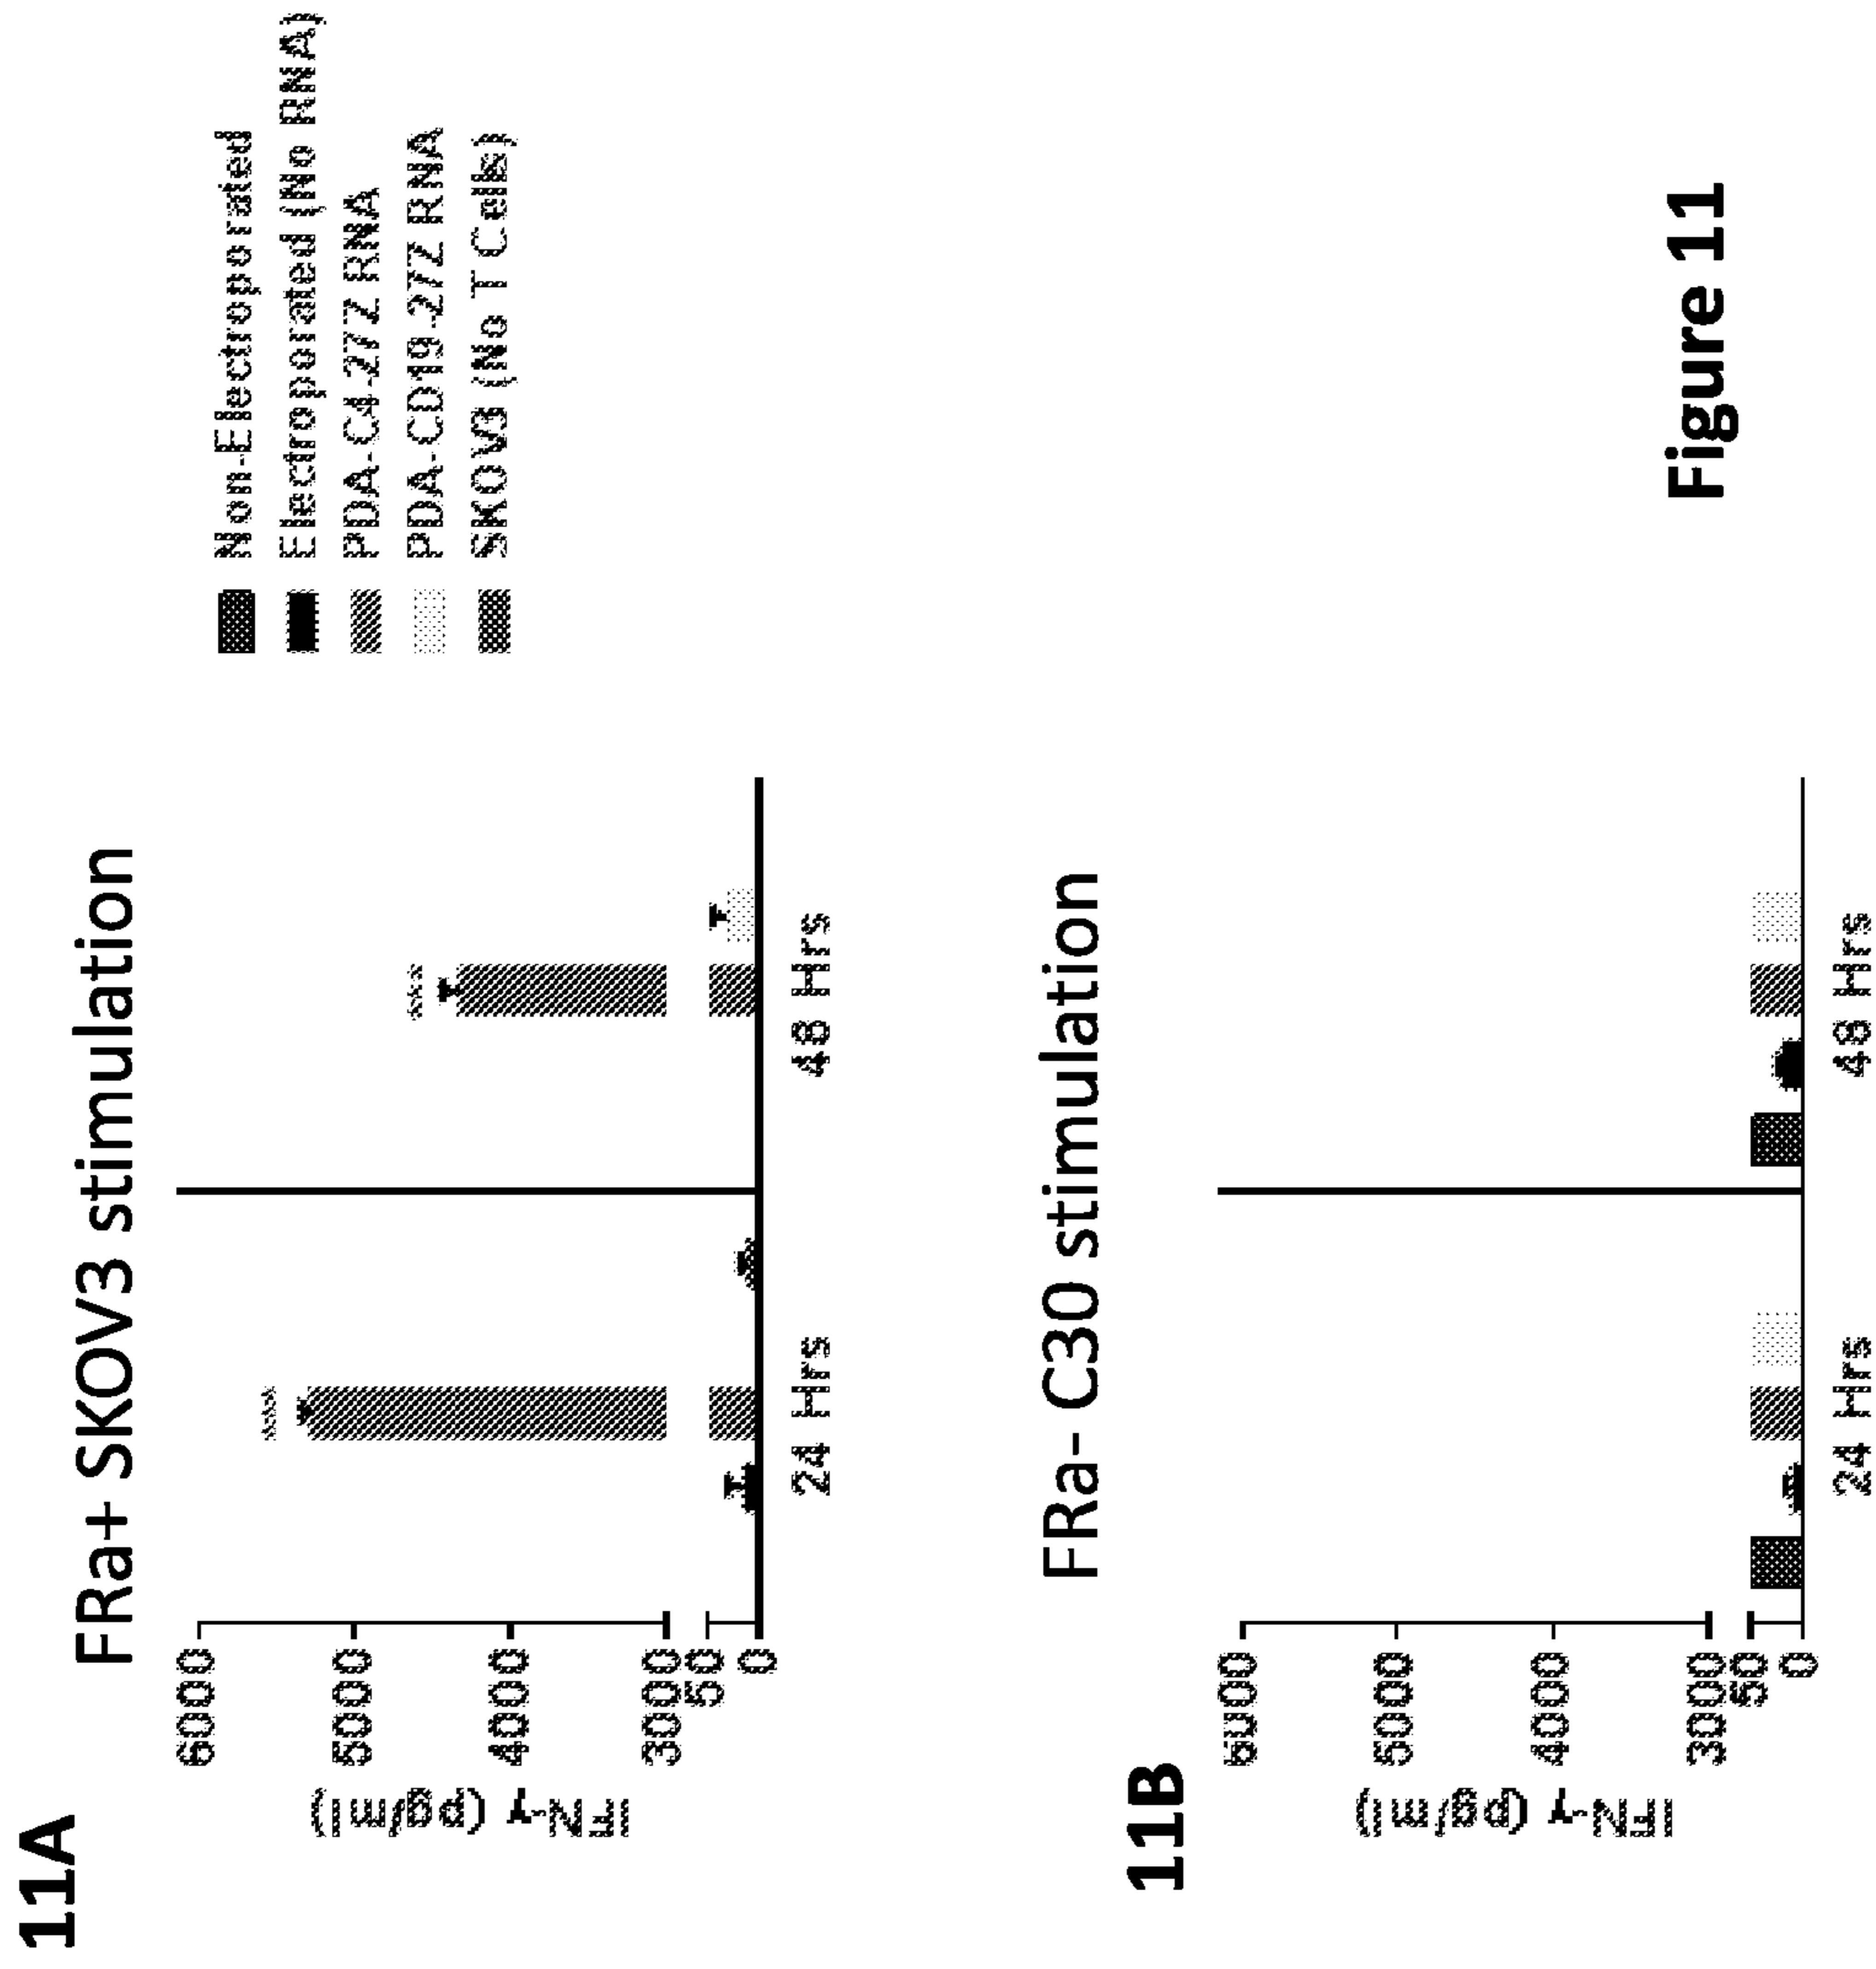 11A
FRa+ SKOV3 stimulation
IFN-γ (pg/ml)
6000
5000
4000
3000
50
0
24 Hrs
48 Hrs
Non-Electroporated
Electroporated (No RNA)
PDA-C4-27Z RNA
PDA-CD19-27Z RNA
SKOV3 (No T Cells)
11B
FRa- C30 stimulation
IFN-γ (pg/ml)
6000
5000
4000
3000
50
0
24 Hrs
48 Hrs
Figure 11